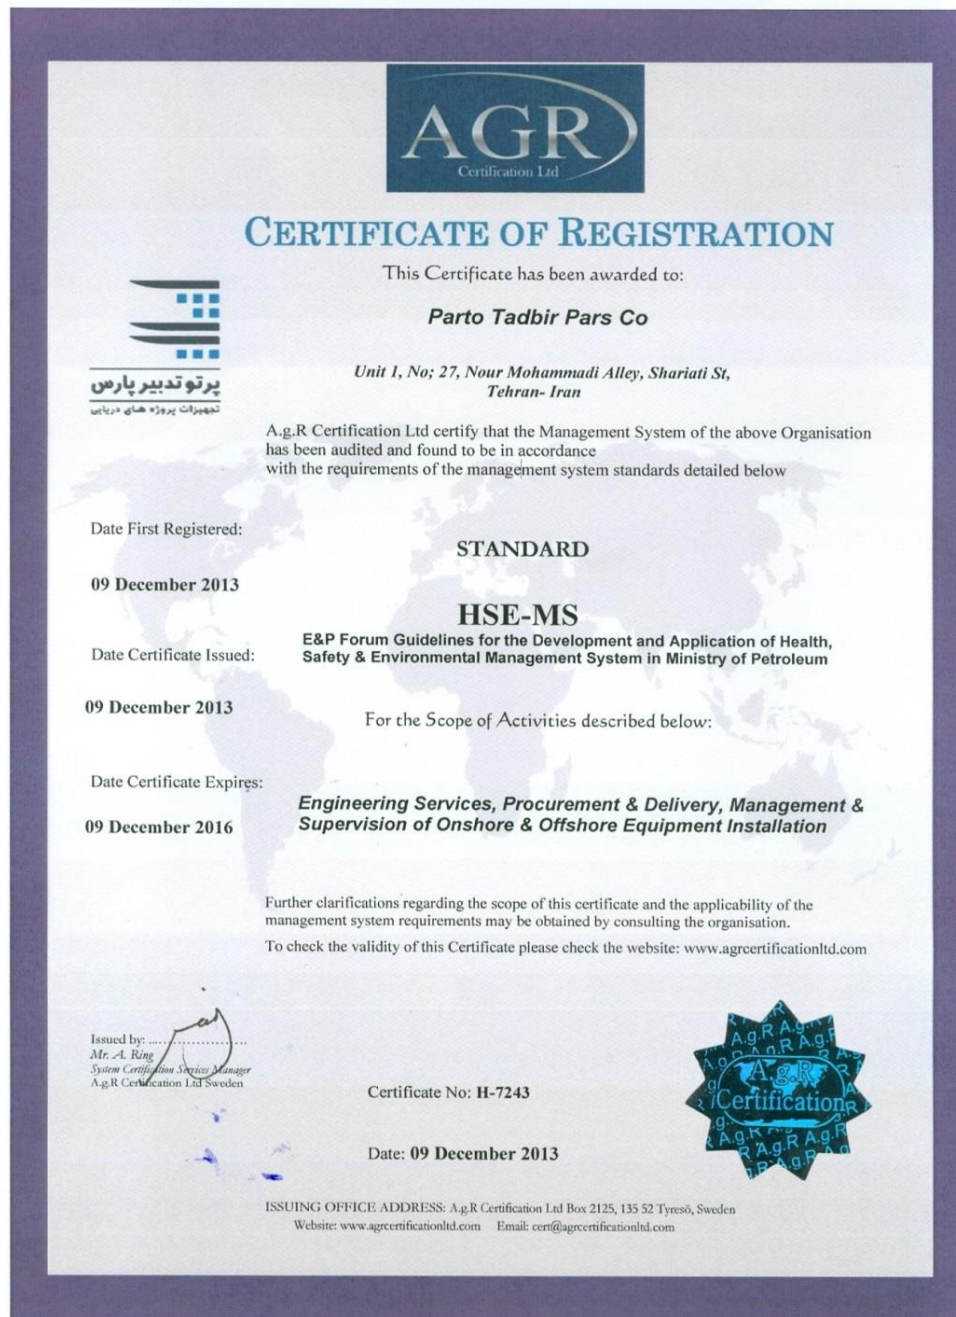 AGR
Certification Ltd
CERTIFICATE OF REGISTRATION
This Certificate has been awarded to:
Parto Tadbir Pars Co
پرتو تدبیر پارس
تجهیزات پروژه های دریایی
Unit 1, No; 27, Nour Mohammadi Alley, Shariati St,
Tehran- Iran
A.g.R Certification Ltd certify that the Management System of the above Organisation
has been audited and found to be in accordance
with the requirements of the management system standards detailed below
Date First Registered:
09 December 2013
STANDARD
HSE-MS
E&P Forum Guidelines for the Development and Application of Health,
Safety & Environmental Management System in Ministry of Petroleum
Date Certificate Issued:
09 December 2013
For the Scope of Activities described below:
Date Certificate Expires:
09 December 2016
Engineering Services, Procurement & Delivery, Management &
Supervision of Onshore & Offshore Equipment Installation
Further clarifications regarding the scope of this certificate and the applicability of the
management system requirements may be obtained by consulting the organisation.
To check the validity of this Certificate please check the website: www.agrcertificationltd.com
Issued by: ........................
Mr. A. Ring
System Certification Services Manager
A.g.R Certification Ltd Sweden
Certificate No: H-7243
Date: 09 December 2013
A.g.R
Certification
ISSUING OFFICE ADDRESS: A.g.R Certification Ltd Box 2125, 135 52 Tyresö, Sweden
Website: www.agrcertificationltd.com Email: cert@agrcertificationltd.com